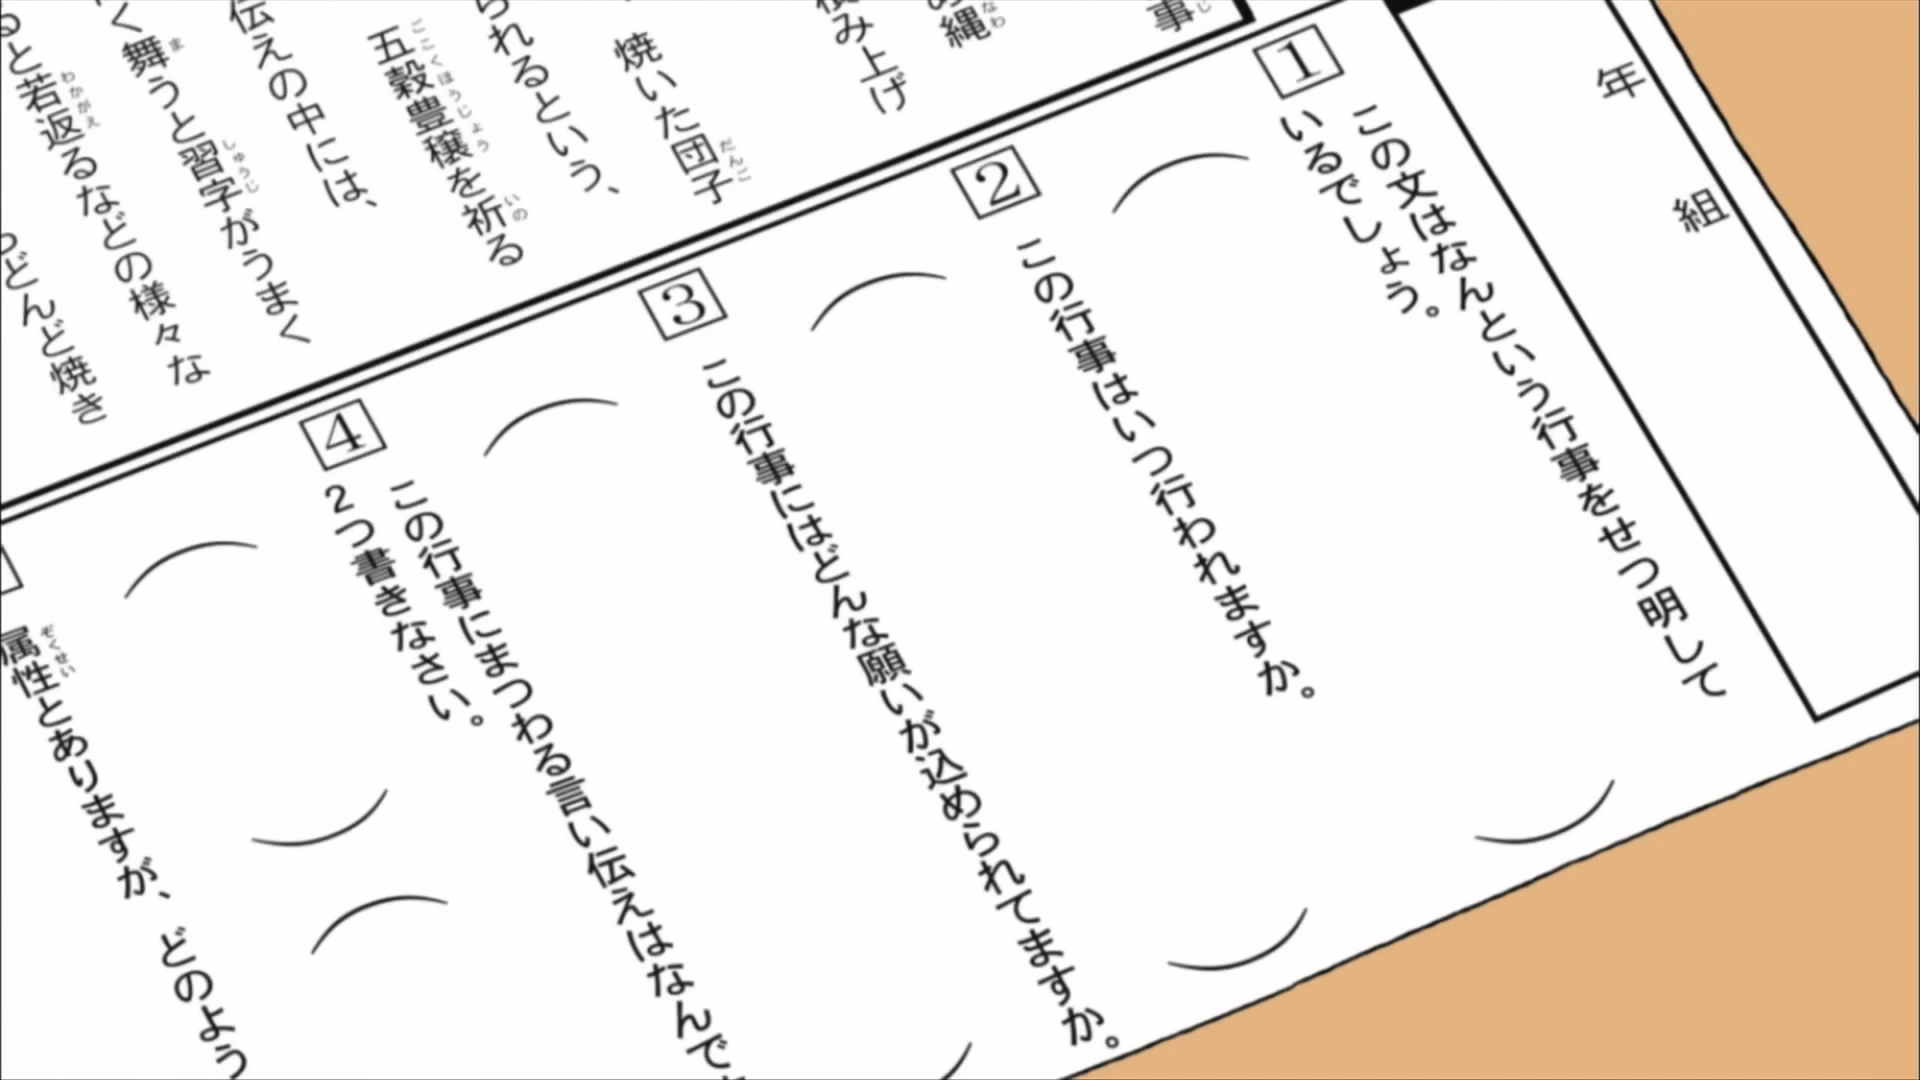 年 組
1 この文はなんという行事をせつ明して
いるでしょう。
2 この行事はいつ行われますか。
3 この行事にはどんな願いが込められてますか。
4 この行事にまつわる言い伝えはなんで
2つ書きなさい。
属性とありますが、どのよう
事
縄
み上げ
焼いた団子
られるという、
五穀豊穣を祈る
伝えの中には、
く舞うと習字がうまく
ると若返るなどの様々な
どんど焼き